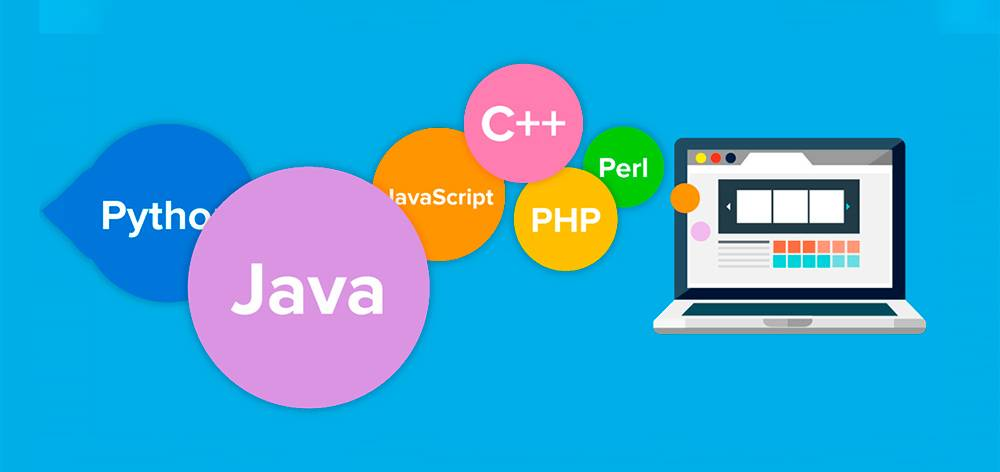 Pytho
Java
JavaScript
C++
PHP
Perl